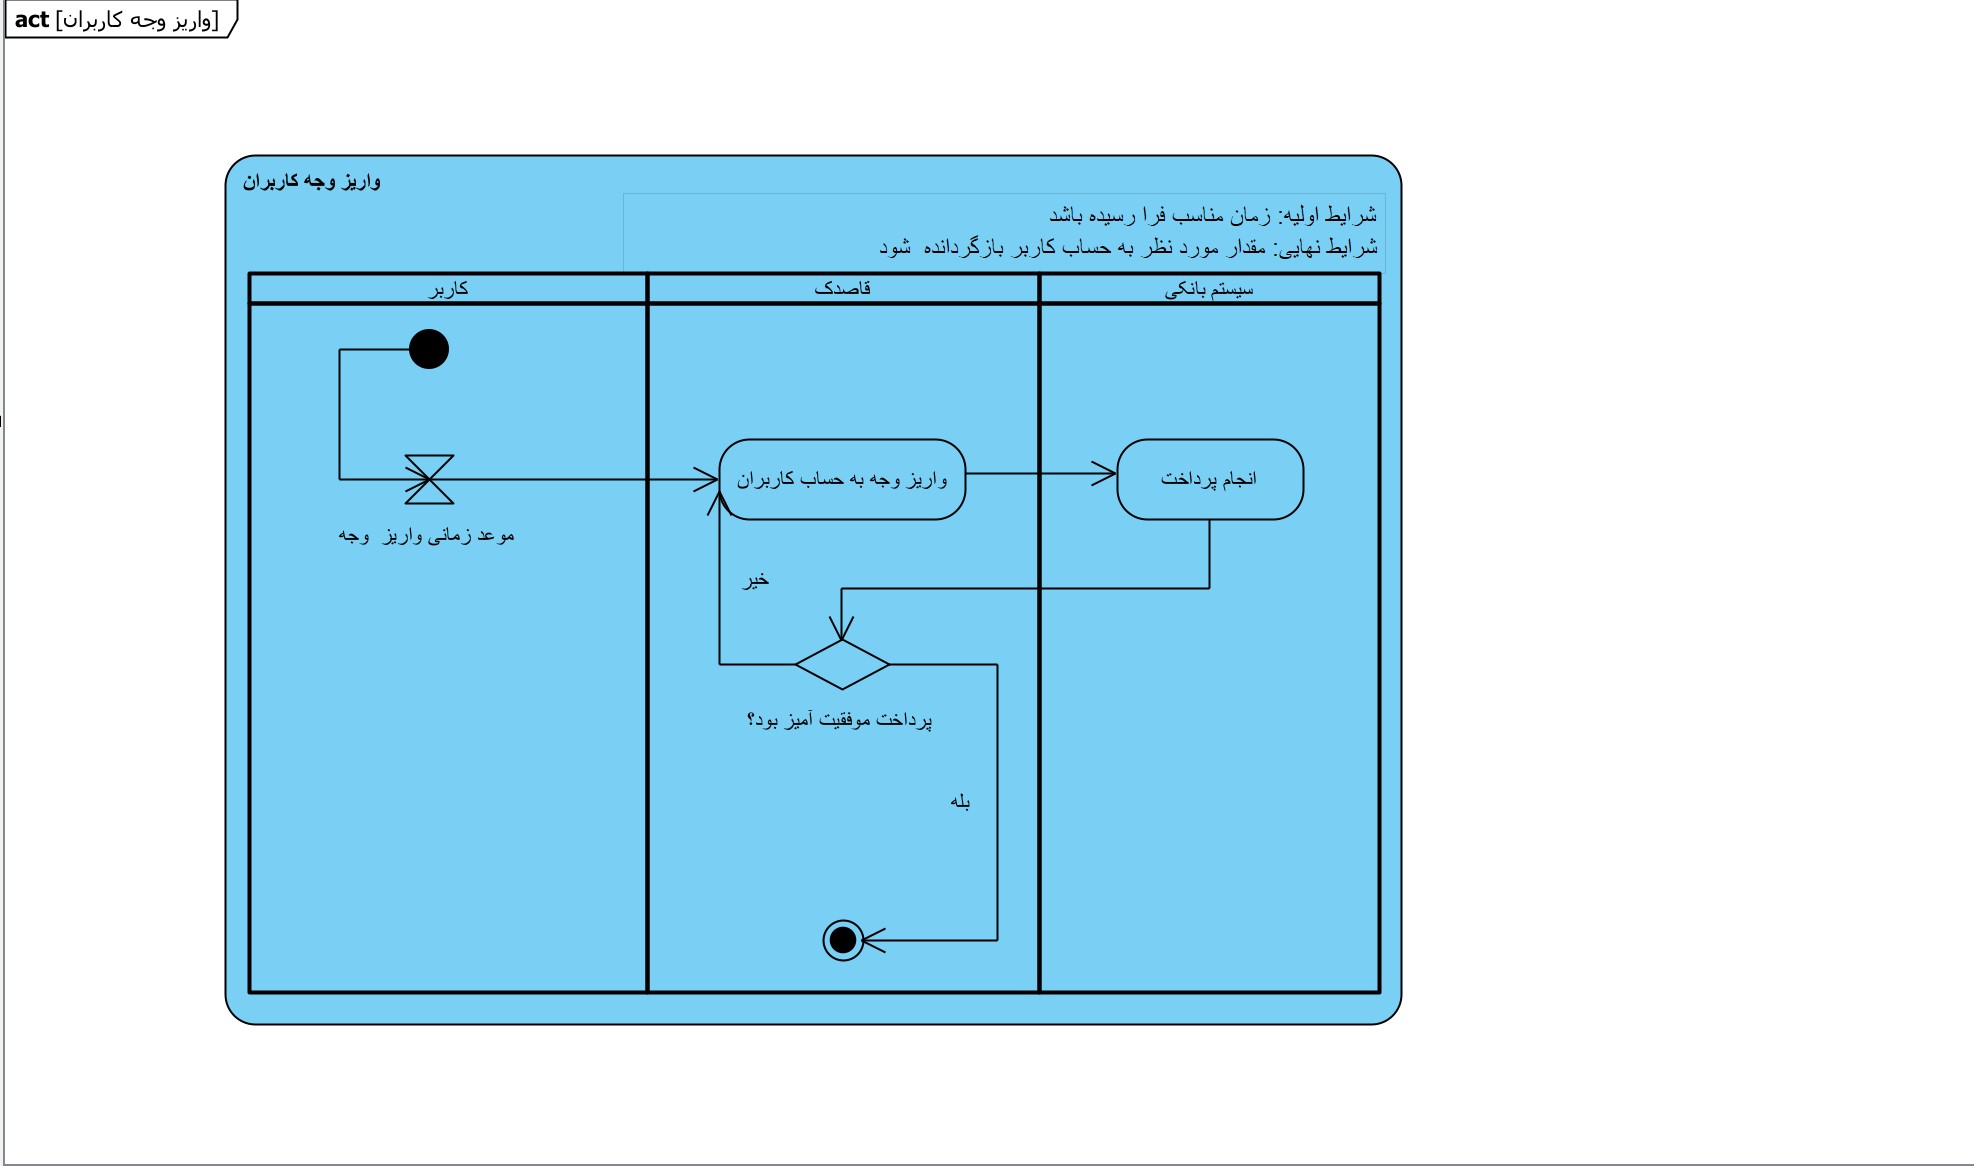 act [واریز وجه کاربران]
واریز وجه کاربران
شرایط اولیه: زمان مناسب فرا رسیده باشد
شرایط نهایی: مقدار مورد نظر به حساب کاربر بازگردانده شود
کاربر
قاصدک
سیستم بانکی
واریز وجه به حساب کاربران
انجام پرداخت
موعد زمانی واریز وجه
خیر
پرداخت موفقیت آمیز بود؟
بله